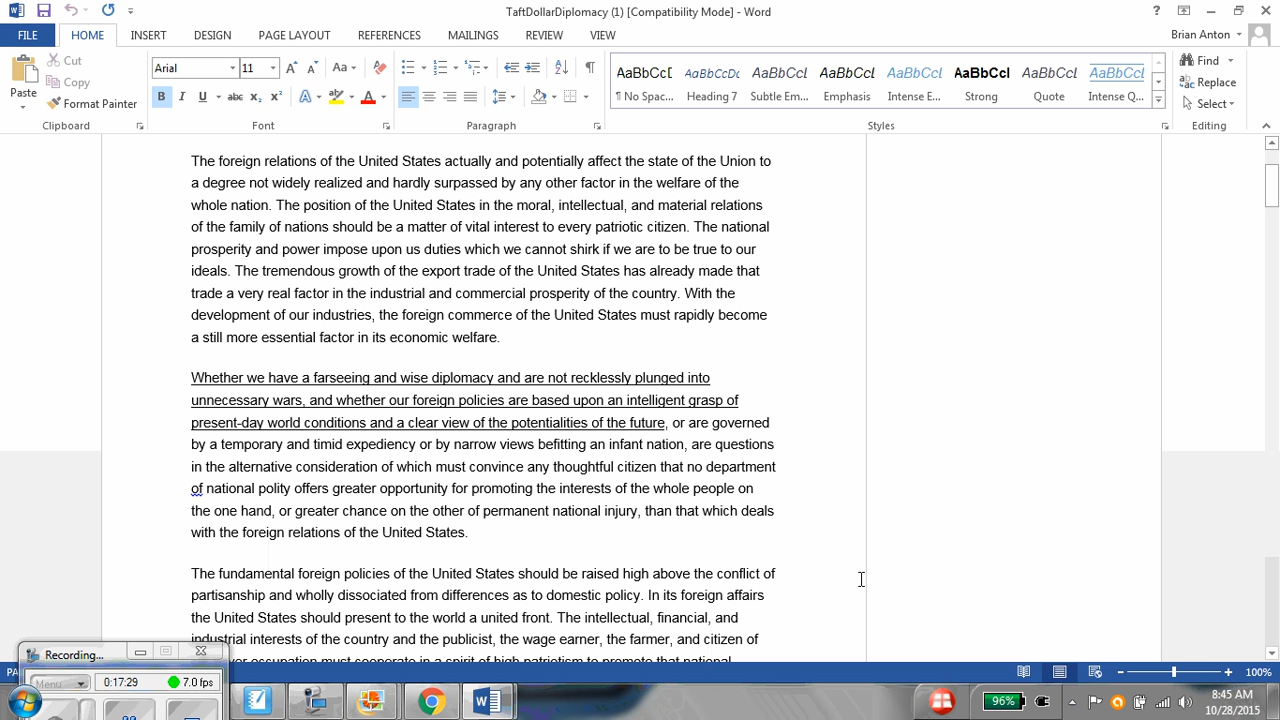 TaftDollarDiplomacy (1) [Compatibility Mode] - Word
FILE HOME INSERT DESIGN PAGE LAYOUT REFERENCES MAILINGS REVIEW VIEW Brian Anton
Cut
Copy
Format Painter
Paste
Clipboard
Arial 11
Font
Paragraph
AaBbCcD AaBbCcDc AaBbCcl AaBbCcl AaBbCcl AaBbCcl AaBbCcl AaBbCcl
¶ No Spac... Heading 7 Subtle Em... Emphasis Intense E... Strong Quote Intense Q...
Styles
Find
Replace
Select
Editing
The foreign relations of the United States actually and potentially affect the state of the Union to
a degree not widely realized and hardly surpassed by any other factor in the welfare of the
whole nation. The position of the United States in the moral, intellectual, and material relations
of the family of nations should be a matter of vital interest to every patriotic citizen. The national
prosperity and power impose upon us duties which we cannot shirk if we are to be true to our
ideals. The tremendous growth of the export trade of the United States has already made that
trade a very real factor in the industrial and commercial prosperity of the country. With the
development of our industries, the foreign commerce of the United States must rapidly become
a still more essential factor in its economic welfare.
Whether we have a farseeing and wise diplomacy and are not recklessly plunged into
unnecessary wars, and whether our foreign policies are based upon an intelligent grasp of
present-day world conditions and a clear view of the potentialities of the future, or are governed
by a temporary and timid expediency or by narrow views befitting an infant nation, are questions
in the alternative consideration of which must convince any thoughtful citizen that no department
of national polity offers greater opportunity for promoting the interests of the whole people on
the one hand, or greater chance on the other of permanent national injury, than that which deals
with the foreign relations of the United States.
The fundamental foreign policies of the United States should be raised high above the conflict of
partisanship and wholly dissociated from differences as to domestic policy. In its foreign affairs
the United States should present to the world a united front. The intellectual, financial, and
industrial interests of the country and the publicist, the wage earner, the farmer, and citizen of
occupation must cooperate in a spirit of high patriotism to promote that national
Recording...
Menu 0:17:29 7.0 fps
100%
96%
8:45 AM
10/28/2015